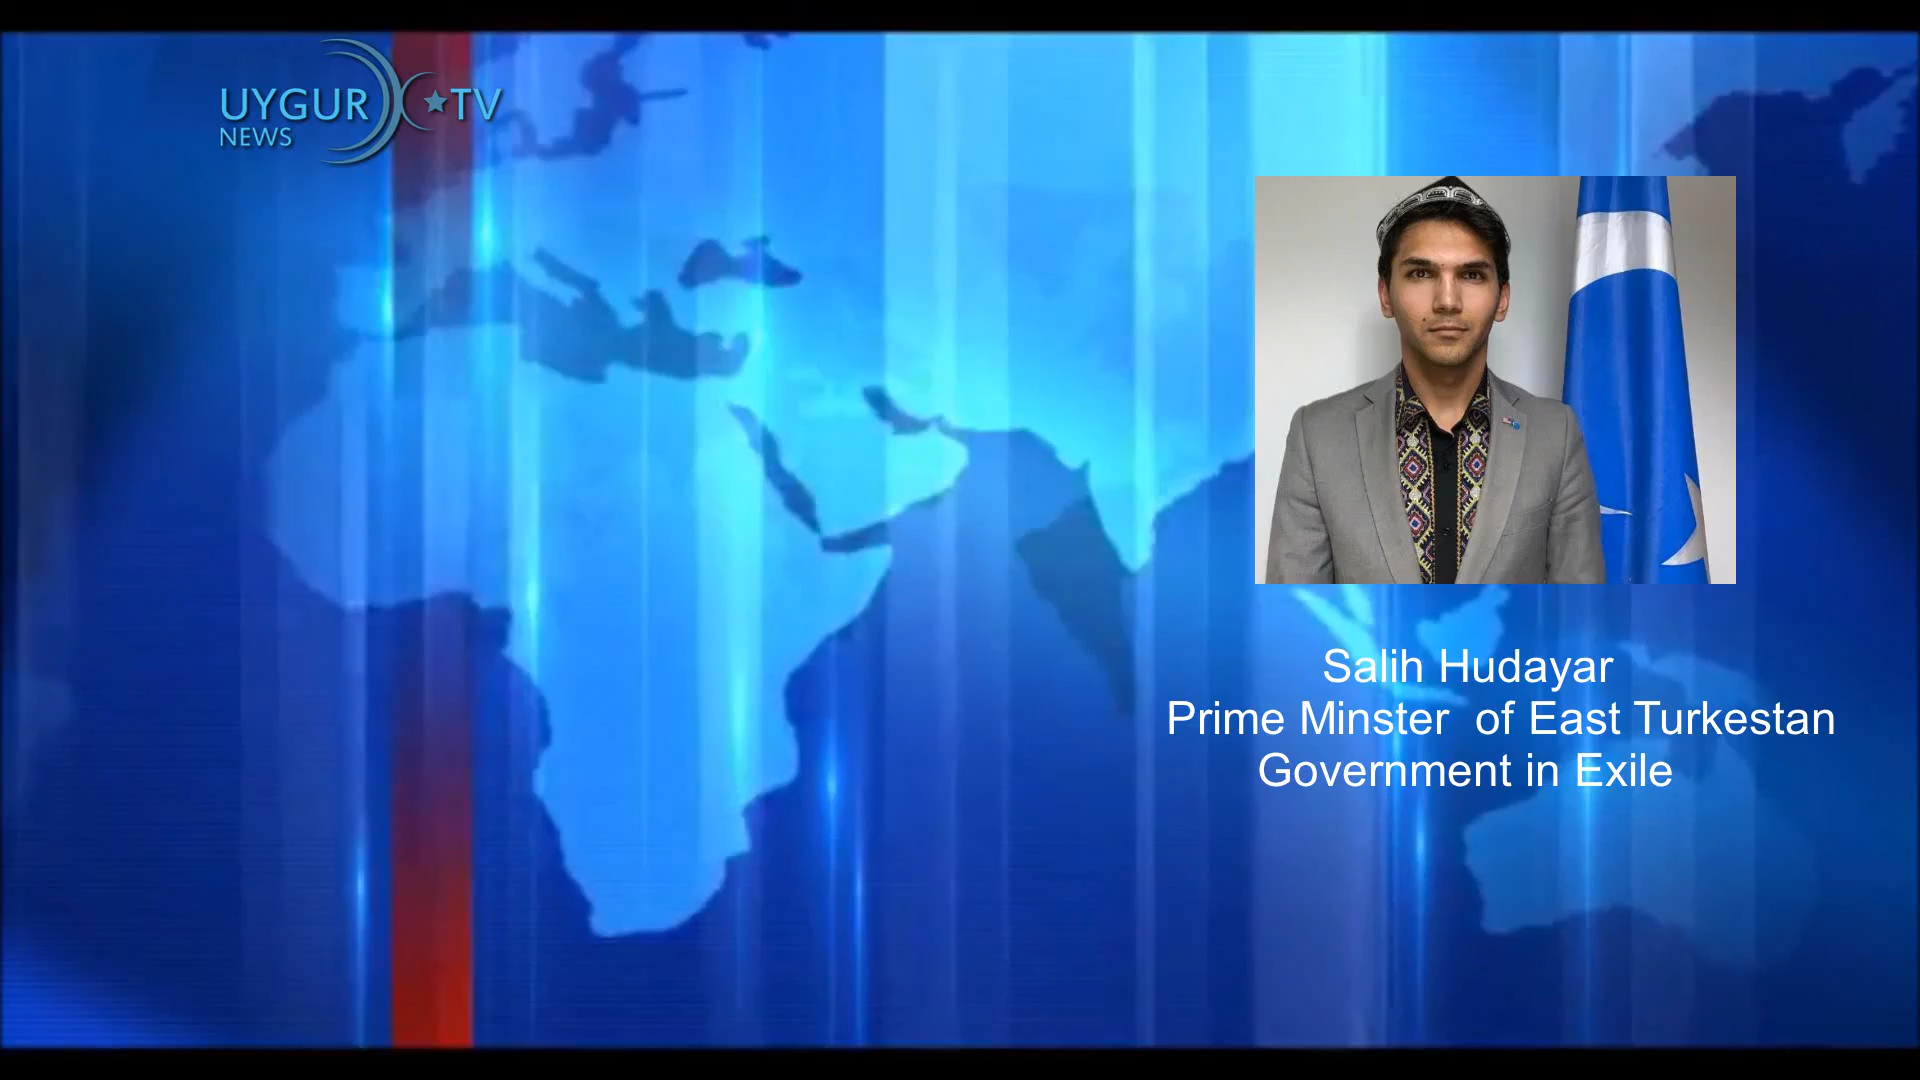 UYGUR TV
NEWS
Salih Hudayar
Prime Minster of East Turkestan
Government in Exile